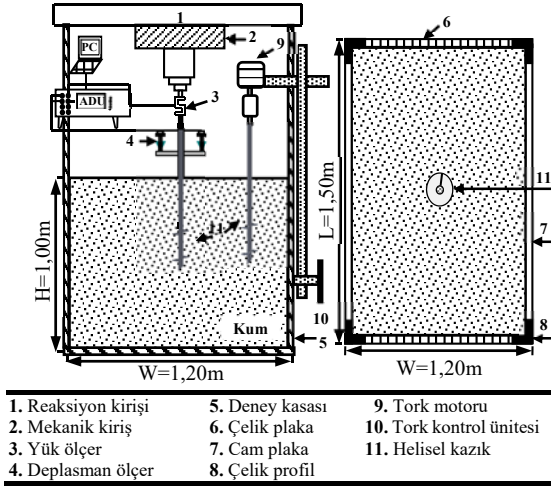 1
6
PC
2
9
ADU
3
4
11
11
H=1,00m
L=1,50m
7
Kum
10
5
8
W=1,20m
W=1,20m
1. Reaksiyon kirişi
2. Mekanik kiriş
3. Yük ölçer
4. Deplasman ölçer
5. Deney kasası
6. Çelik plaka
7. Cam plaka
8. Çelik profil
9. Tork motoru
10. Tork kontrol ünitesi
11. Helisel kazık